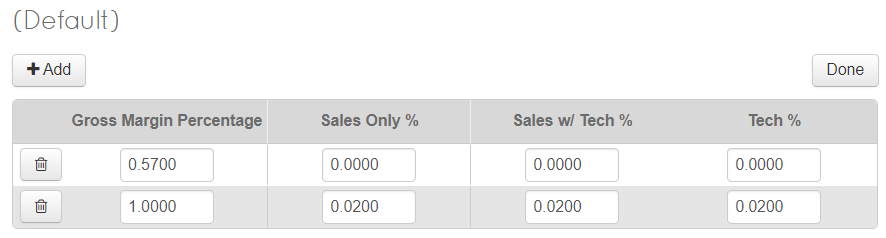 (Default)
+ Add Done
Gross Margin Percentage Sales Only % Sales w/ Tech % Tech %
0.5700 0.0000 0.0000 0.0000
1.0000 0.0200 0.0200 0.0200